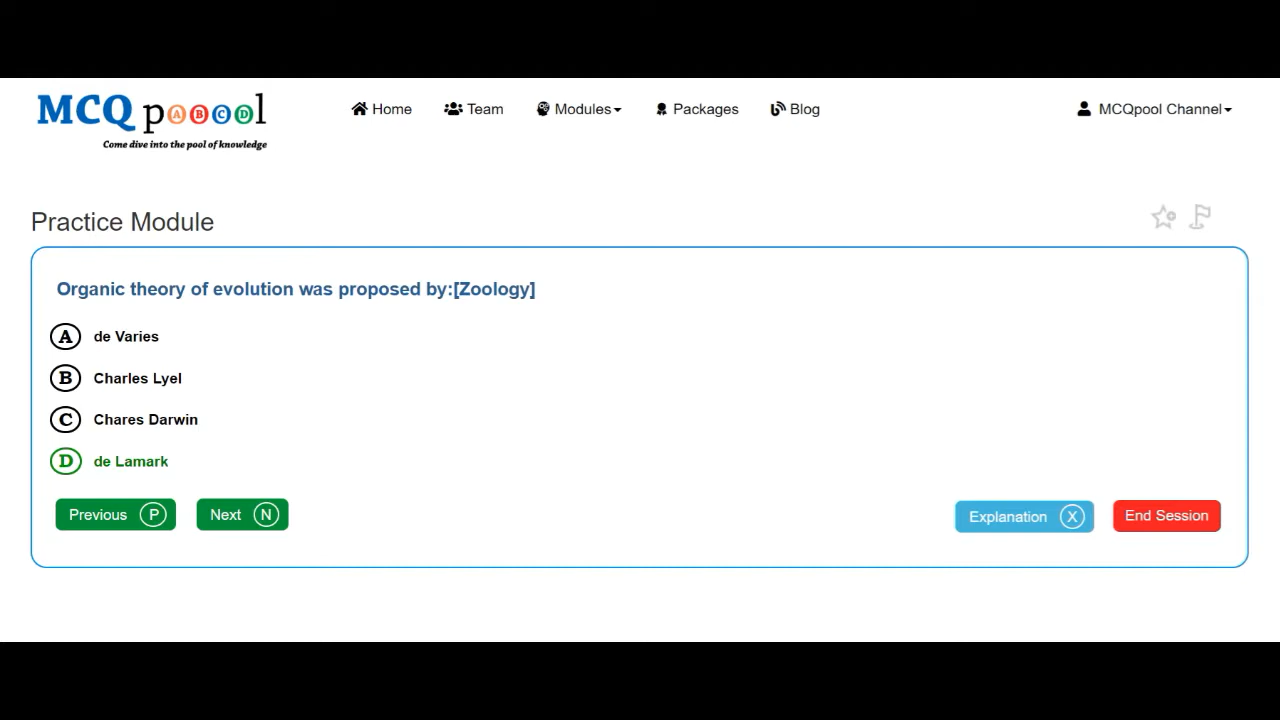 MCQ pABCDl
Come dive into the pool of knowledge
Home Team Modules Packages Blog MCQpool Channel
Practice Module
Organic theory of evolution was proposed by:[Zoology]
A de Varies
B Charles Lyel
C Chares Darwin
D de Lamark
Previous P Next N Explanation X End Session